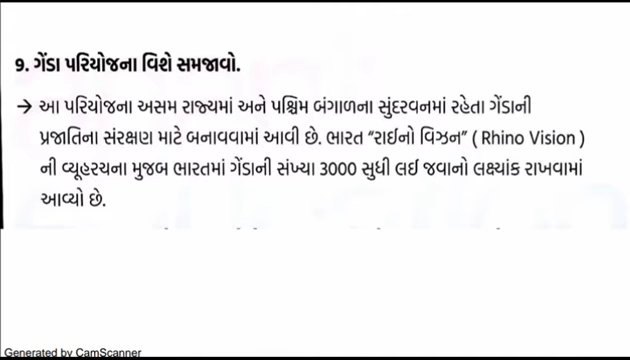 9. ગેંડા પરિયોજના વિશે સમજાવો.
→ આ પરિયોજના અસમ રાજ્યમાં અને પશ્ચિમ બંગાળના સુંદરવનમાં રહેતા ગેંડાની
પ્રજાતિના સંરક્ષણ માટે બનાવવામાં આવી છે. ભારત “રાઈનો વિઝન” ( Rhino Vision )
ની વ્યૂહરચના મુજબ ભારતમાં ગેંડાની સંખ્યા 3000 સુધી લઈ જવાનો લક્ષ્યાંક રાખવામાં
આવ્યો છે.
Generated by CamScanner